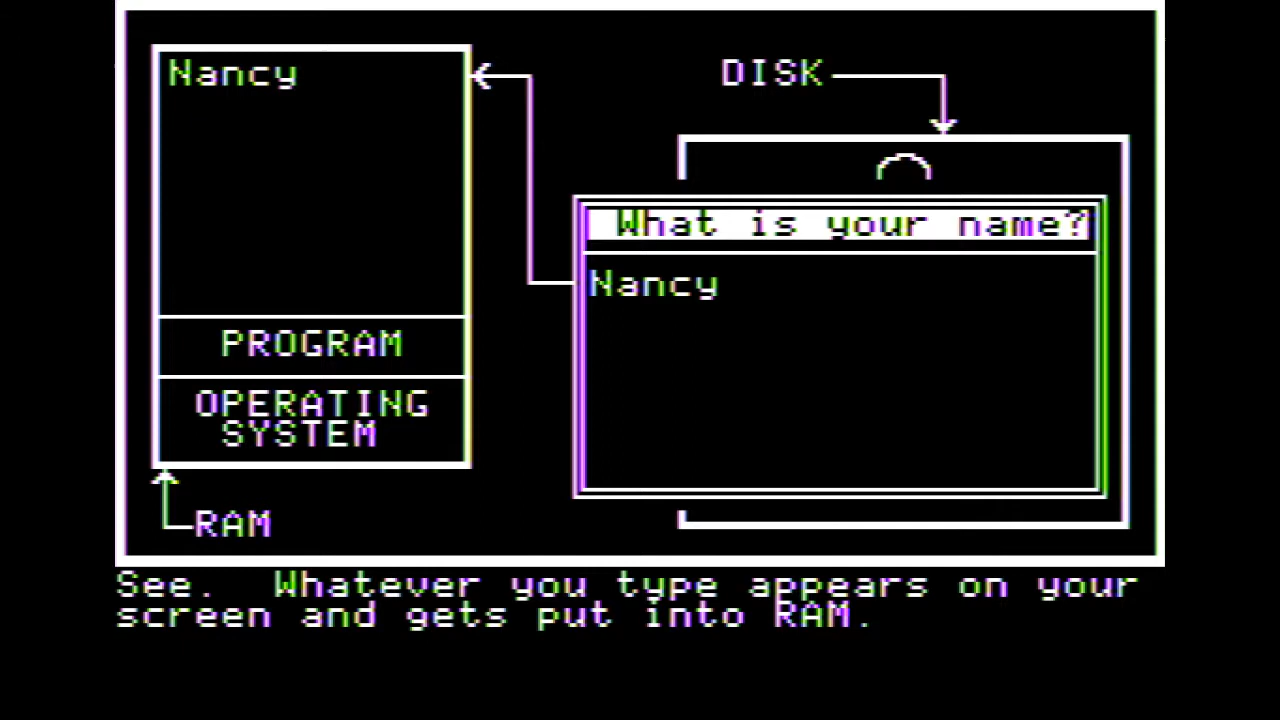 Nancy
DISK
What is your name?
Nancy
PROGRAM
OPERATING
SYSTEM
RAM
See.  Whatever you type appears on your
screen and gets put into RAM.